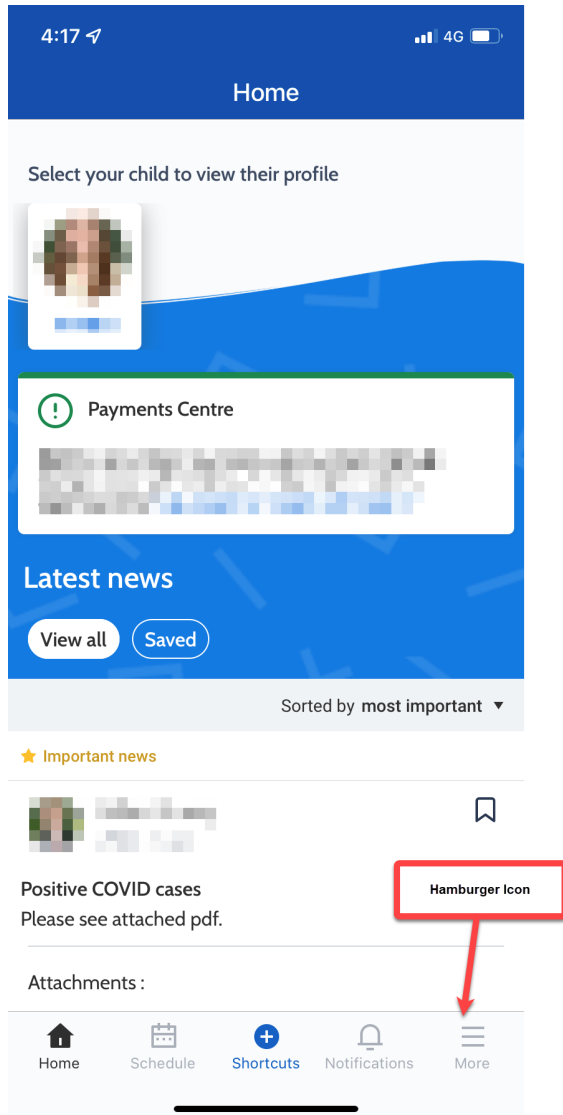 4:17
4G
Home
Select your child to view their profile
Payments Centre
Latest news
View all
Saved
Sorted by most important
Important news
Positive COVID cases
Please see attached pdf.
Hamburger Icon
Attachments :
Home
Schedule
Shortcuts
Notifications
More